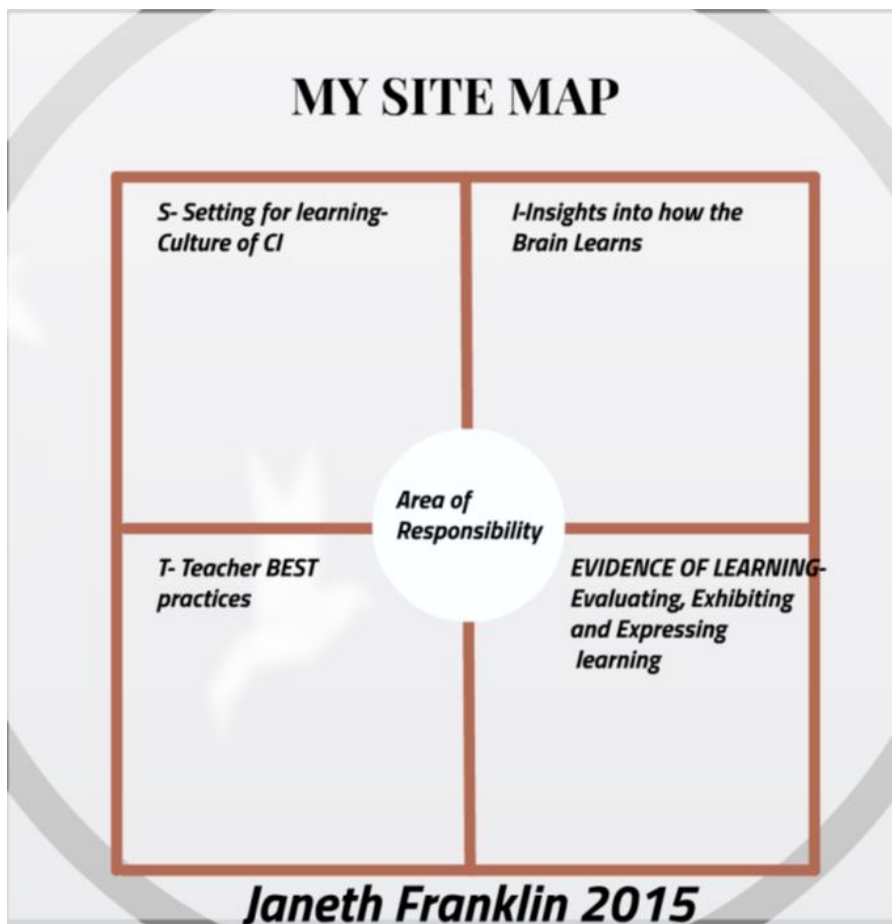 MY SITE MAP
S- Setting for learning-
Culture of CI
I-Insights into how the
Brain Learns
Area of
Responsibility
T- Teacher BEST
practices
EVIDENCE OF LEARNING-
Evaluating, Exhibiting
and Expressing
learning
Janeth Franklin 2015